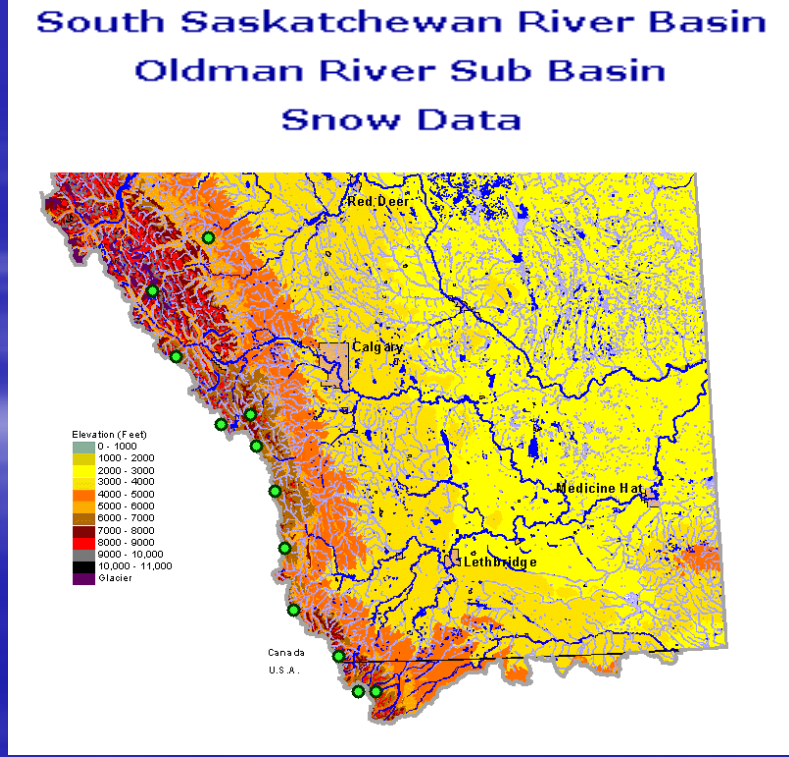 South Saskatchewan River Basin
Oldman River Sub Basin
Snow Data
Red Deer
Calgary
Elevation (Feet)
0 - 1000
1000 - 2000
2000 - 3000
3000 - 4000
4000 - 5000
5000 - 6000
6000 - 7000
7000 - 8000
8000 - 9000
9000 - 10,000
10,000 - 11,000
Glacier
Medicine Hat
Lethbridge
Canada
U.S.A.